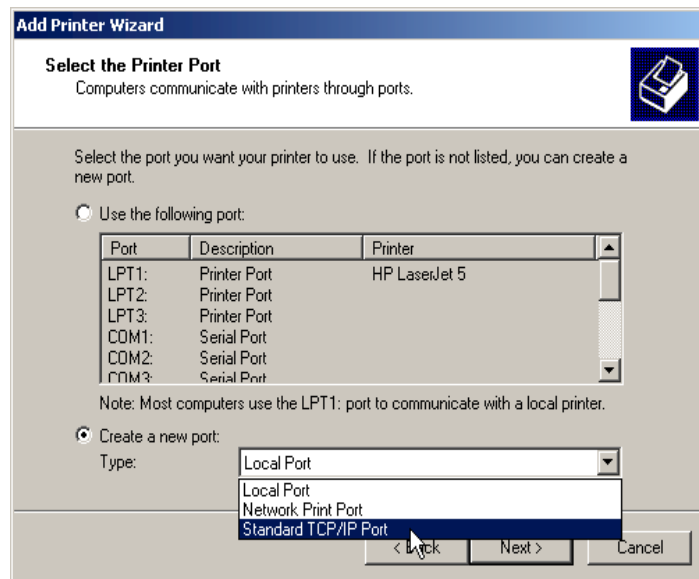 Add Printer Wizard
Select the Printer Port
Computers communicate with printers through ports.
Select the port you want your printer to use. If the port is not listed, you can create a
new port.
Use the following port:
Port Description Printer
LPT1: Printer Port HP LaserJet 5
LPT2: Printer Port
LPT3: Printer Port
COM1: Serial Port
COM2: Serial Port
COM3: Serial Port
Note: Most computers use the LPT1: port to communicate with a local printer.
Create a new port:
Type: Local Port
Local Port
Network Print Port
Standard TCP/IP Port
< Back Next > Cancel